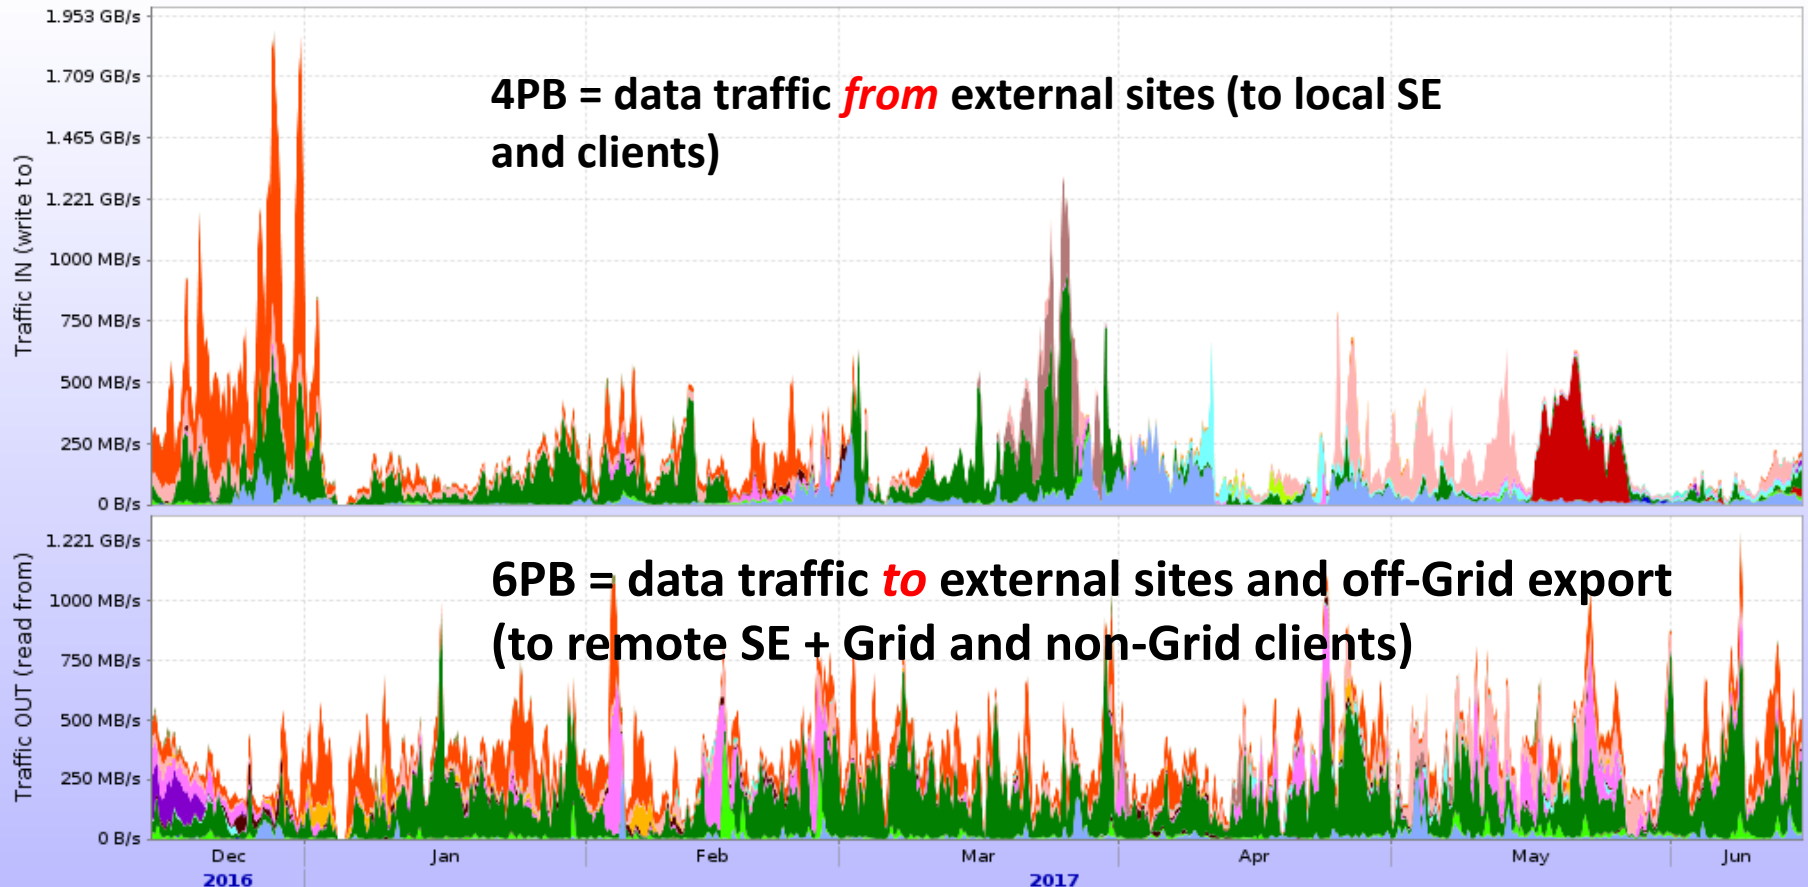 1.953 GB/s
1.709 GB/s
1.465 GB/s
1.221 GB/s
1000 MB/s
750 MB/s
500 MB/s
250 MB/s
0 B/s
Traffic IN (write to)
4PB = data traffic from external sites (to local SE
and clients)
1.221 GB/s
1000 MB/s
750 MB/s
500 MB/s
250 MB/s
0 B/s
Traffic OUT (read from)
6PB = data traffic to external sites and off-Grid export
(to remote SE + Grid and non-Grid clients)
Dec Jan Feb Mar Apr May Jun
2016 2017